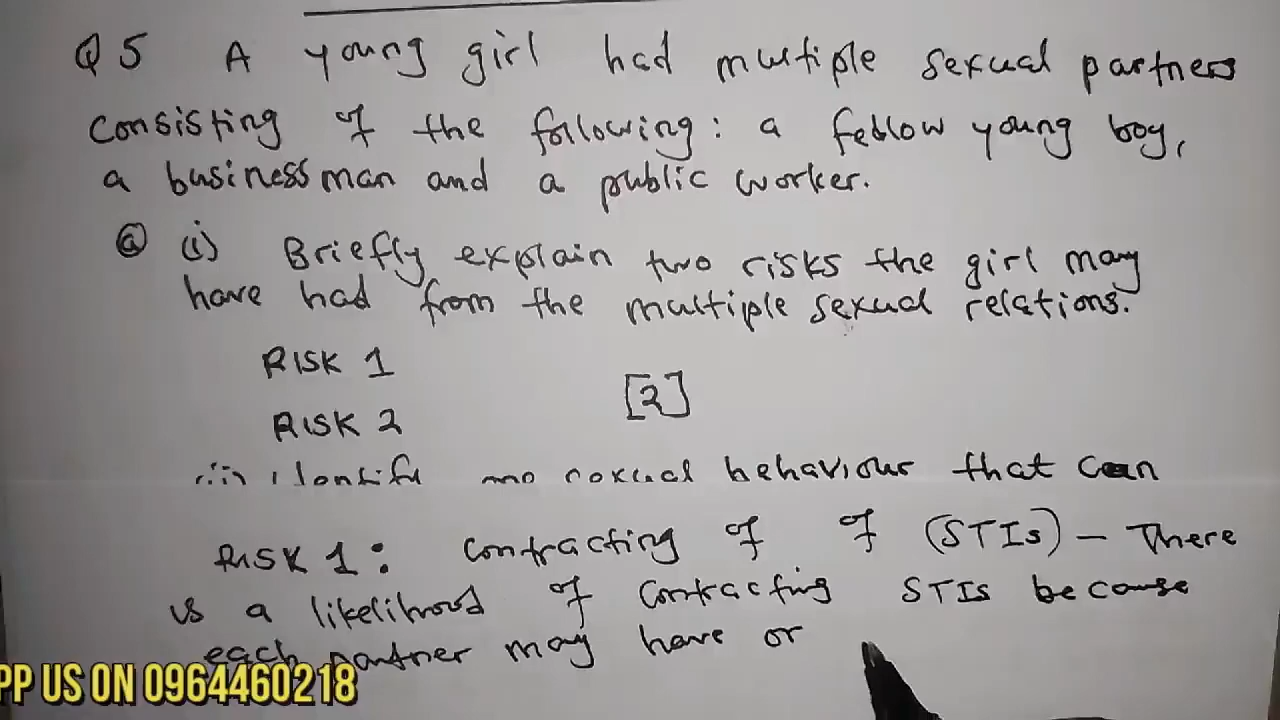 Q5 A young girl had multiple sexual partners
consisting of the following: a fellow young boy,
a businessman and a public worker.
@ (i) Briefly explain two risks the girl may
have had from the multiple sexual relations.
RISK 1
[2]
RISK 2
sexual behaviour that can
RISK 1: contracting of of (STIs) – There
is a likelihood of contracting STIs because
each partner may have or
PP US ON 0964460218